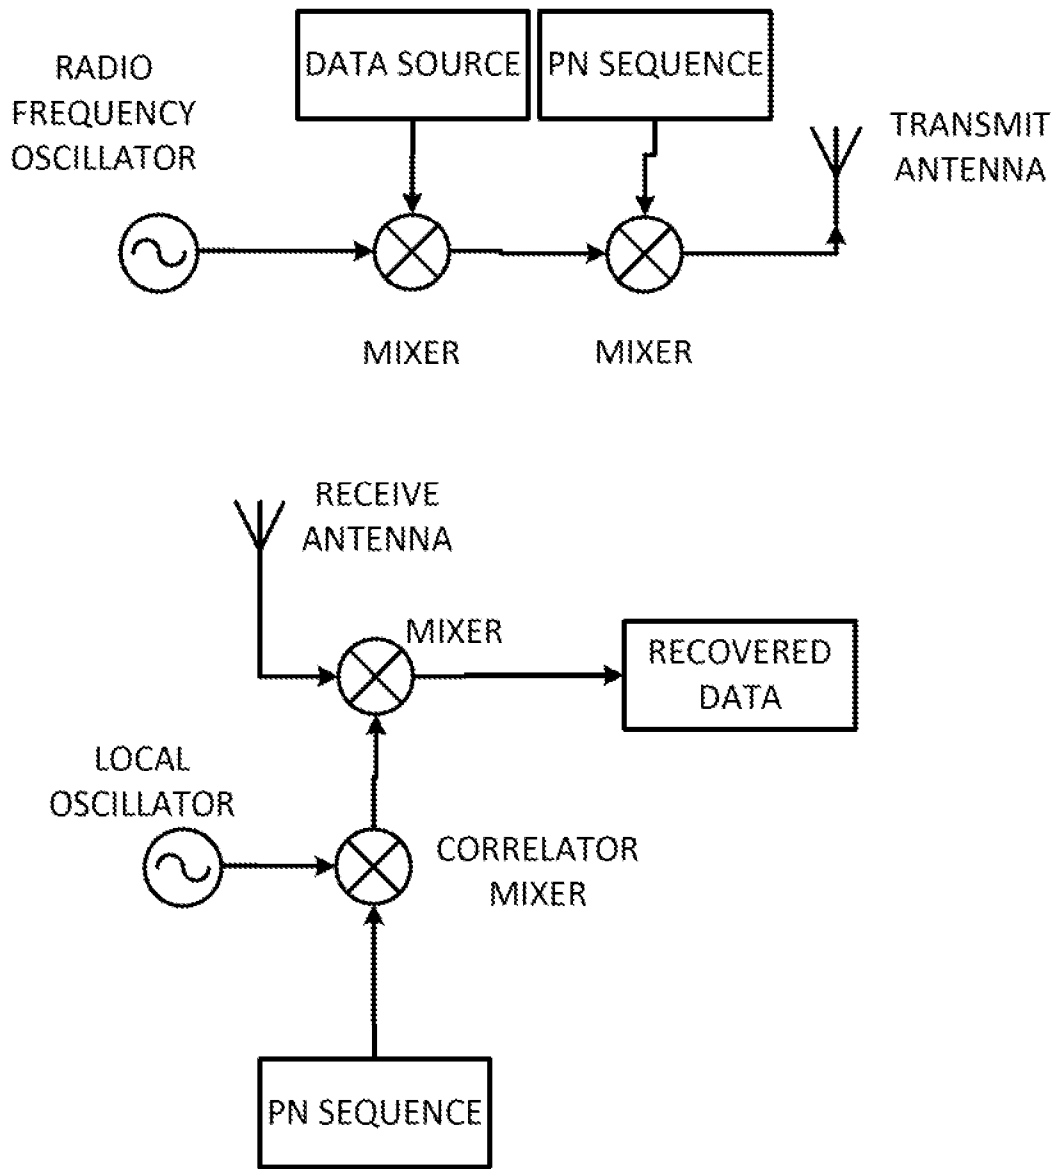 RADIO
FREQUENCY
OSCILLATOR
DATA SOURCE
PN SEQUENCE
TRANSMIT
ANTENNA
MIXER
MIXER
RECEIVE
ANTENNA
MIXER
RECOVERED
DATA
LOCAL
OSCILLATOR
CORRELATOR
MIXER
PN SEQUENCE